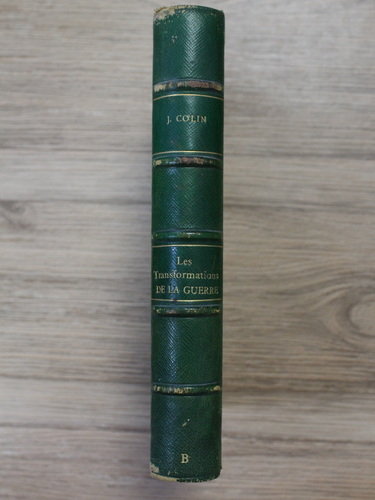 J. COLIN
Les
Transformations
DE LA GUERRE
B